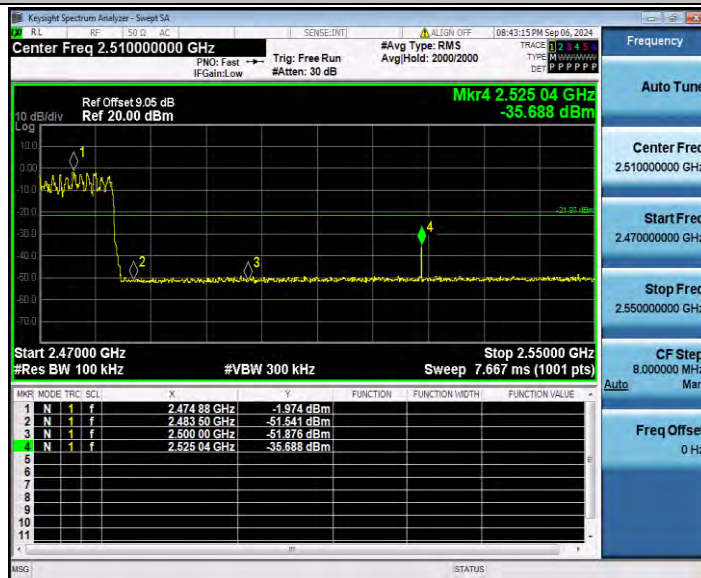 Keysight Spectrum Analyzer - Swept SA
RL RF 50 Ω AC SENSE:INT ALIGN OFF 08:43:15 PM Sep 06, 2024
Center Freq 2.510000000 GHz
PNO: Fast
IFGain:Low
Trig: Free Run
#Atten: 30 dB
#Avg Type: RMS
Avg|Hold: 2000/2000
TRACE 1 2 3 4 5 6
TYPE M W W W W W
DET P P P P P P
Frequency
Auto Tune
Center Freq
2.510000000 GHz
Start Freq
2.470000000 GHz
Stop Freq
2.550000000 GHz
CF Step
8.000000 MHz
Auto Man
Freq Offset
0 Hz
Mkr4 2.525 04 GHz
-35.688 dBm
Ref Offset 9.05 dB
10 dB/div Ref 20.00 dBm
Log
10.0
0.00
-10.0
-20.0
-30.0
-40.0
-50.0
-60.0
-70.0
1
2
3
4
Start 2.47000 GHz Stop 2.55000 GHz
#Res BW 100 kHz #VBW 300 kHz Sweep 7.667 ms (1001 pts)
MKR MODE TRC SCL X Y FUNCTION FUNCTION WIDTH FUNCTION VALUE
1 N 1 f 2.474 88 GHz -1.974 dBm
2 N 1 f 2.483 50 GHz -51.541 dBm
3 N 1 f 2.500 00 GHz -51.876 dBm
4 N 1 f 2.525 04 GHz -35.688 dBm
5
6
7
8
9
10
11
MSG STATUS